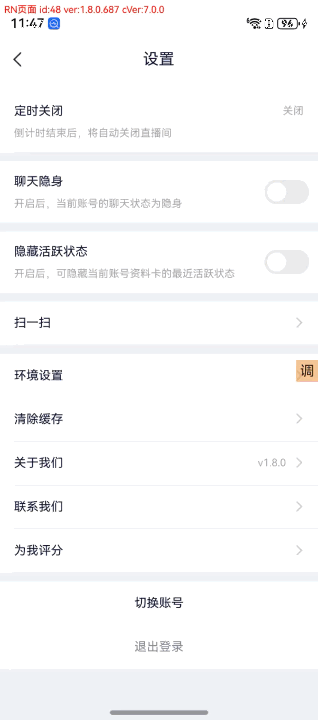 RN页面 id:48 ver:1.8.0.687 cVer:7.0.0
11:47 96
设置
定时关闭 关闭
倒计时结束后，将自动关闭直播间
聊天隐身
开启后，当前账号的聊天状态为隐身
隐藏活跃状态
开启后，可隐藏当前账号资料卡的最近活跃状态
扫一扫
环境设置 调
清除缓存
关于我们 v1.8.0
联系我们
为我评分
切换账号
退出登录